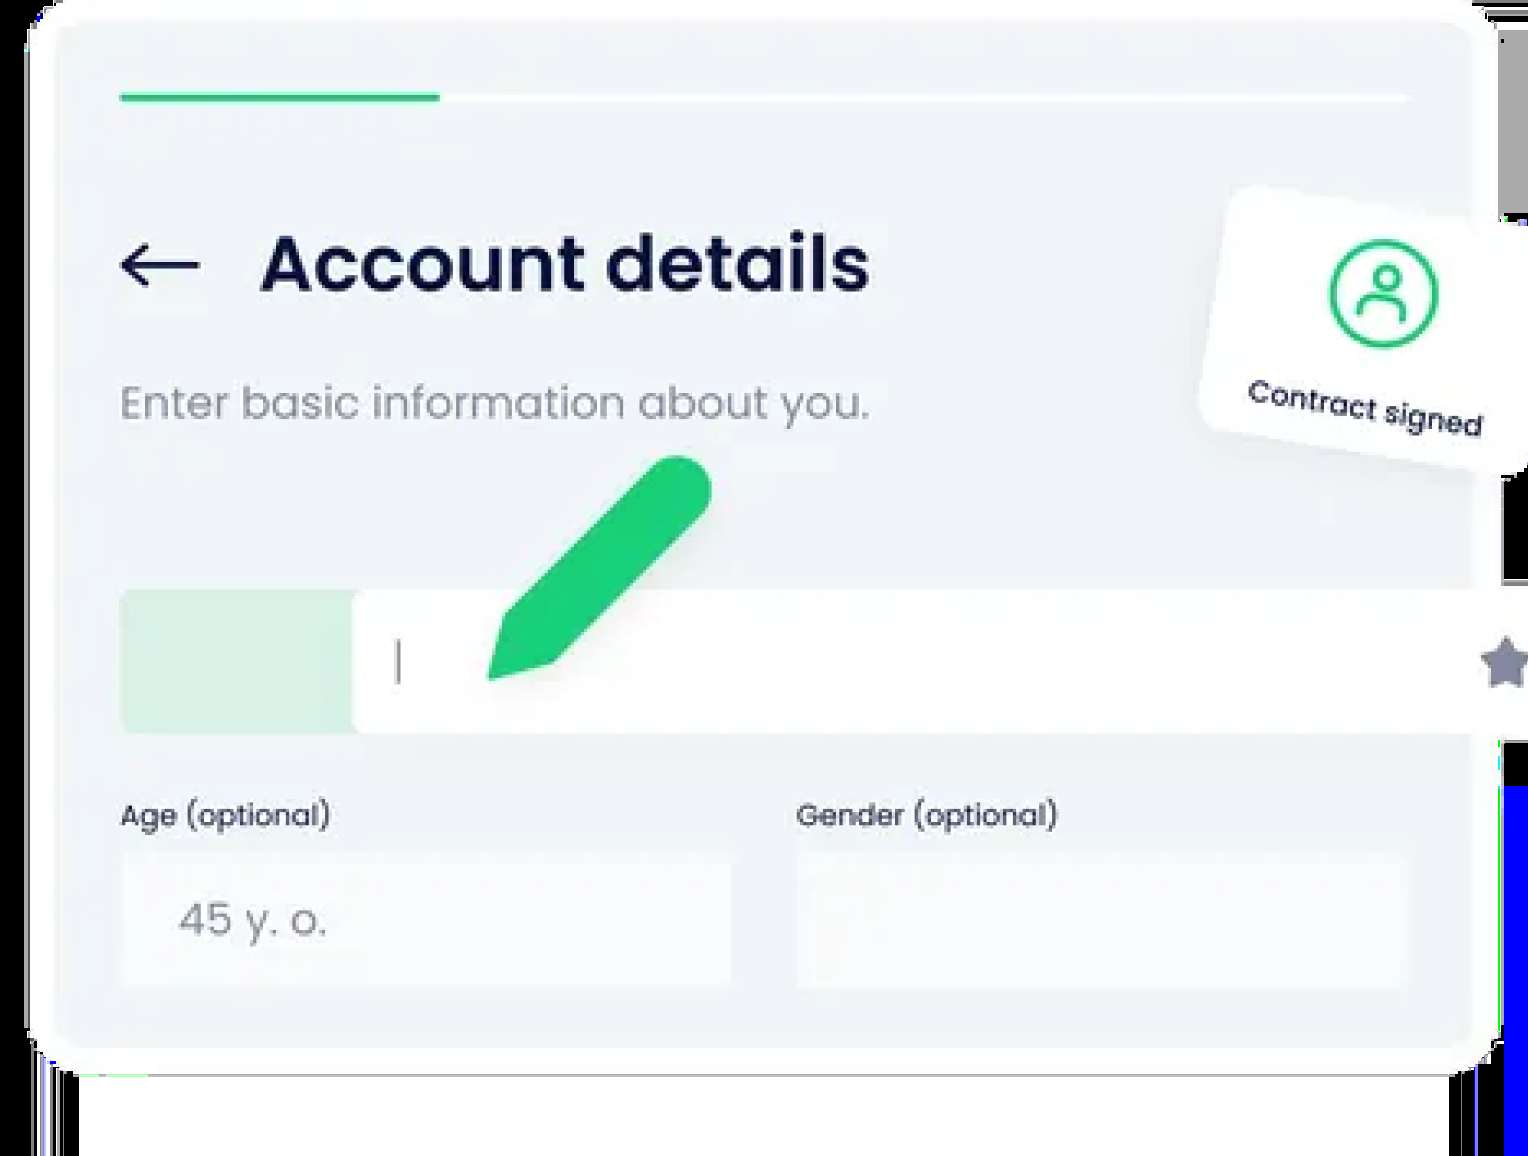 Account details
Enter basic information about you.
Contract signed
Age (optional)
Gender (optional)
45 y. o.